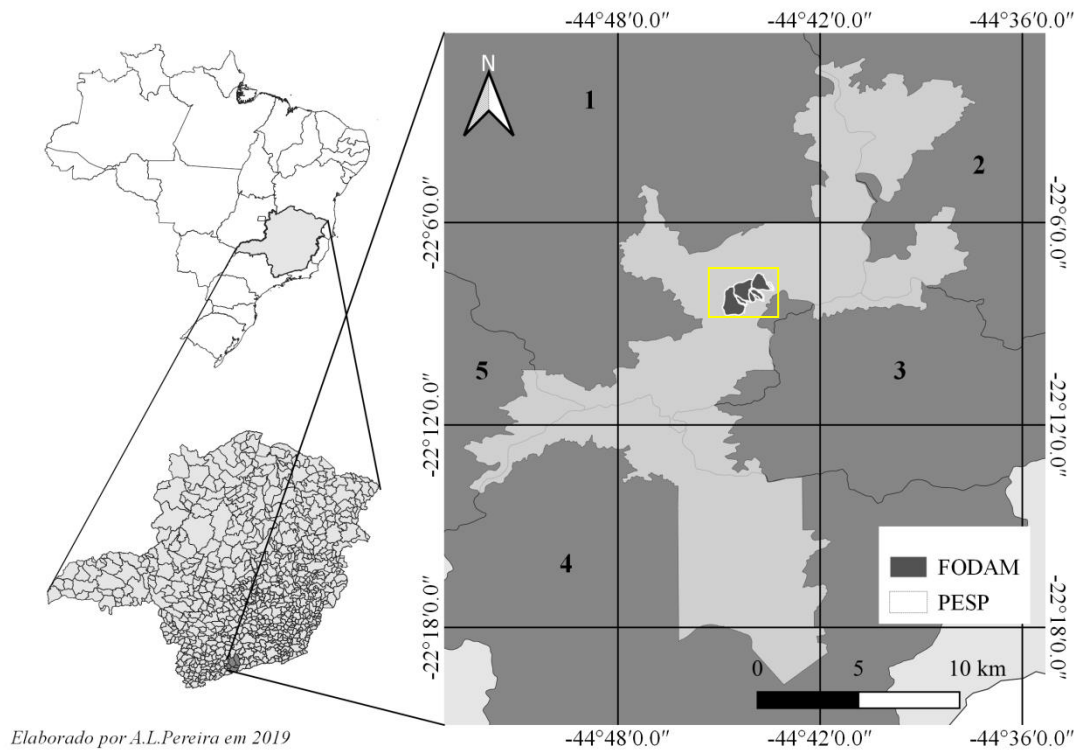 -44°48'0.0" -44°42'0.0" -44°36'0.0"
N
1
2
-22°6'0.0" -22°6'0.0"
5
3
-22°12'0.0" -22°12'0.0"
4
FODAM
PESP
-22°18'0.0" -22°18'0.0"
0 5 10 km
Elaborado por A.L.Pereira em 2019
-44°48'0.0" -44°42'0.0" -44°36'0.0"